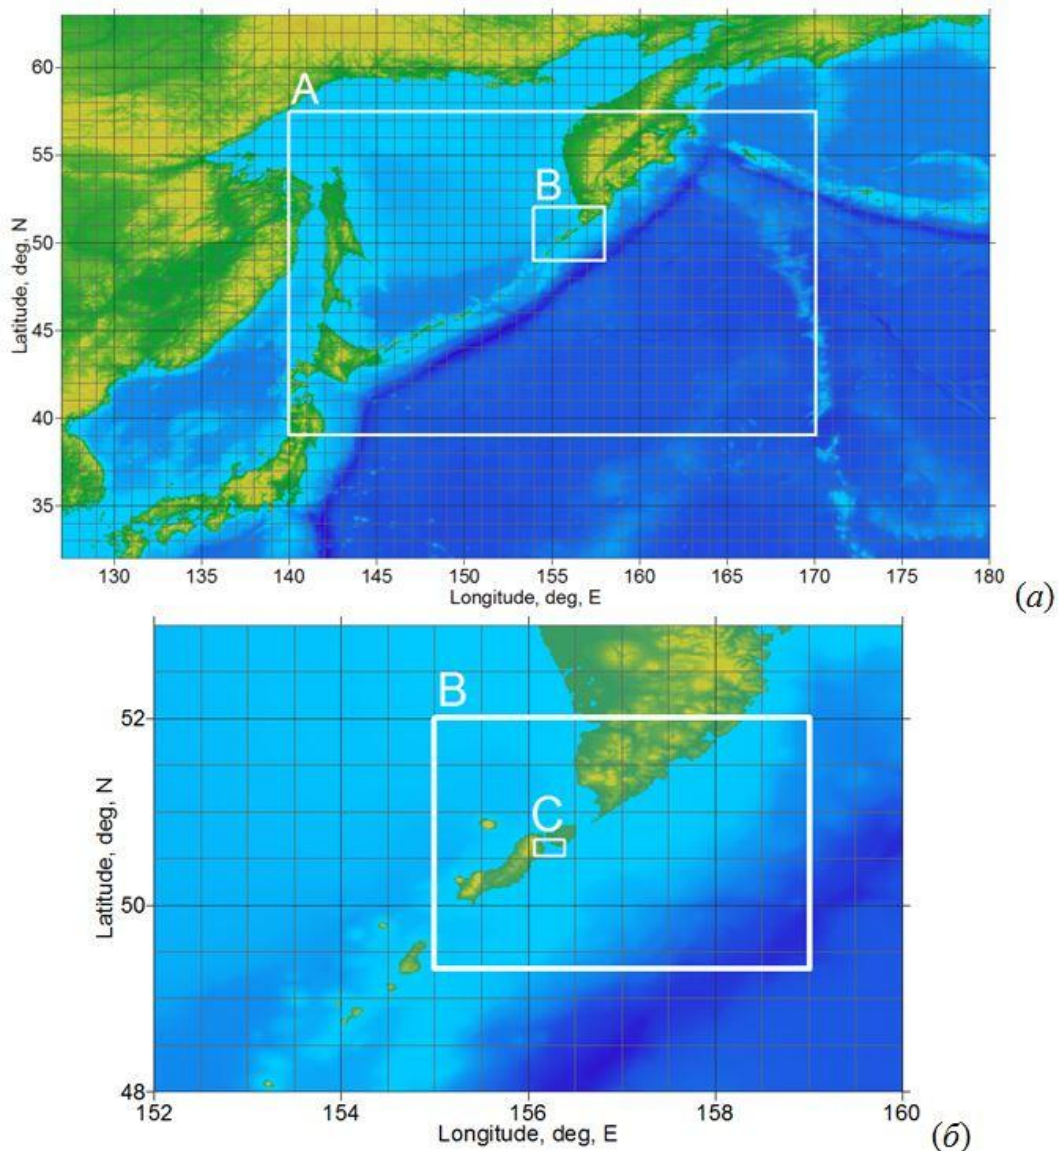 60
A
55
B
50
45
40
35
Latitude, deg, N
130 135 140 145 150 155 160 165 170 175 180
Longitude, deg, E
(а)
52
B
C
50
48
Latitude, deg, N
152 154 156 158 160
Longitude, deg, E
(б)